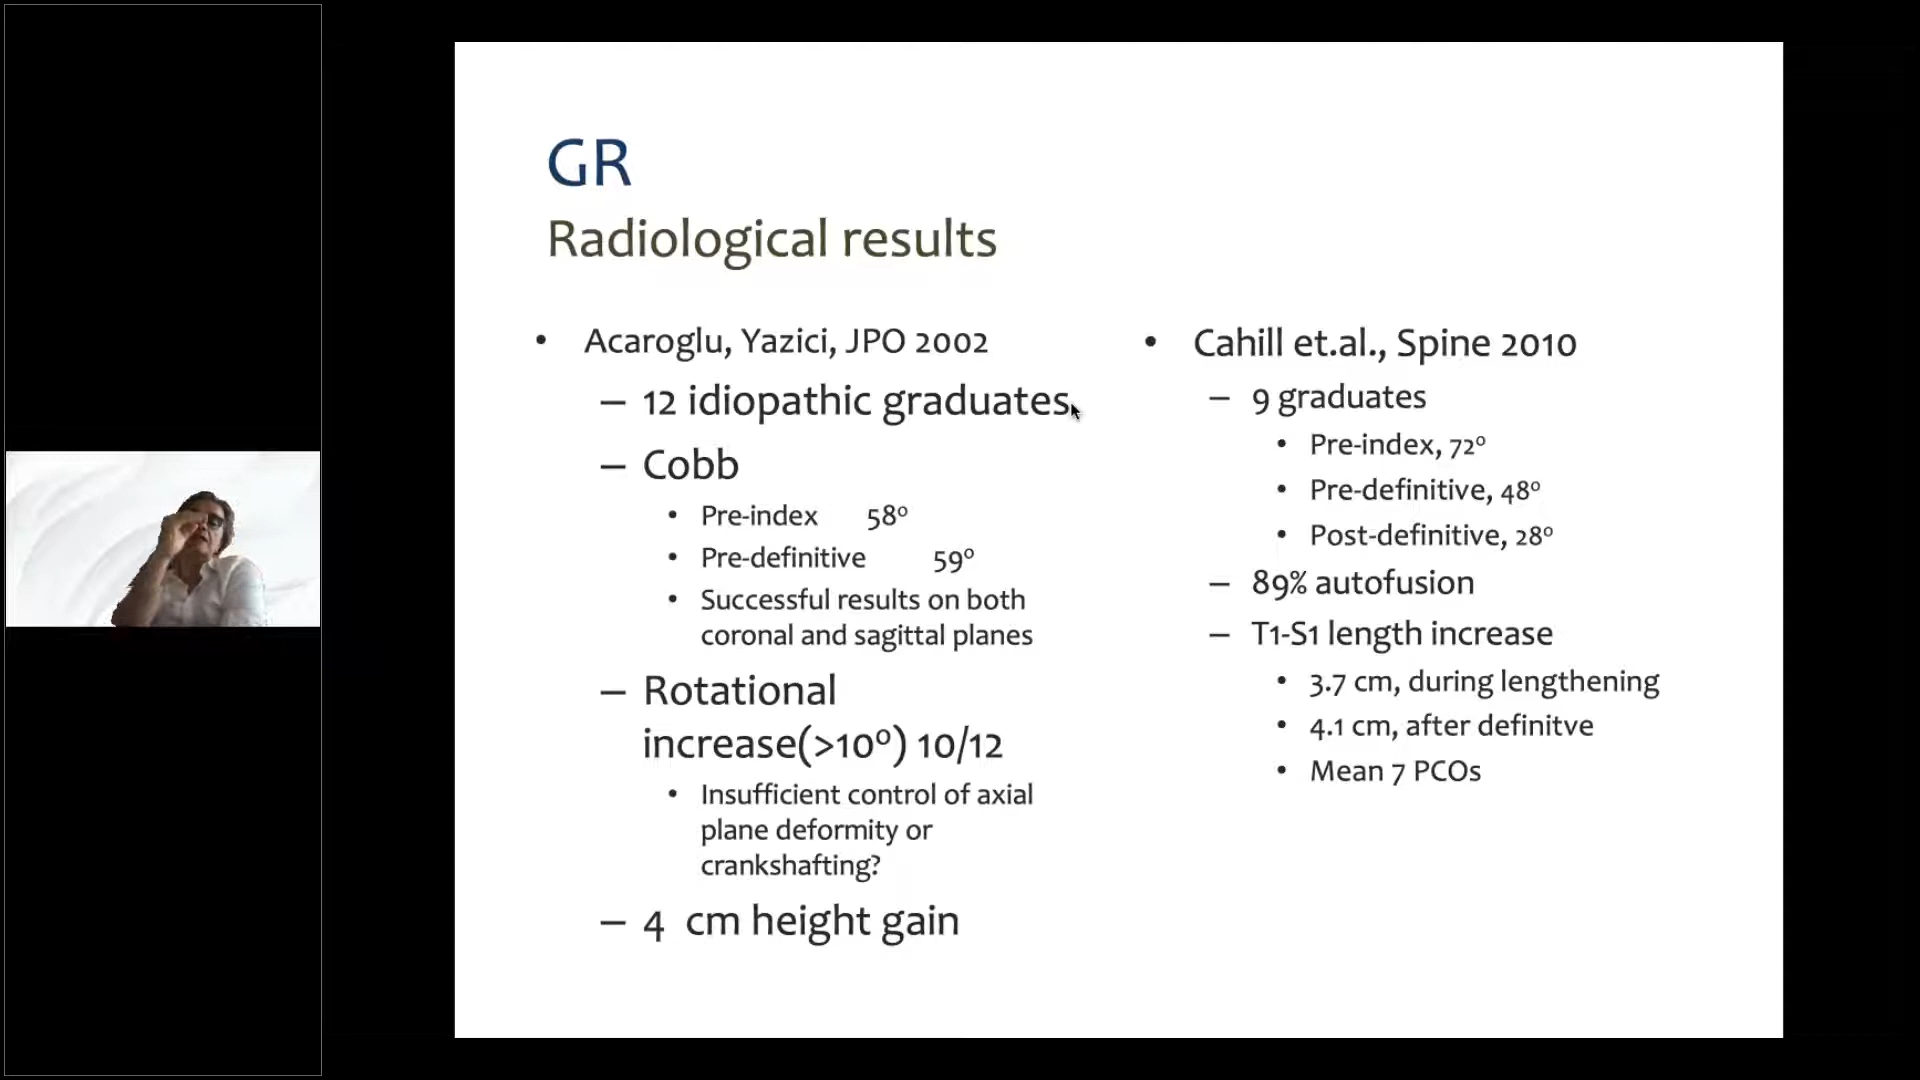 GR
Radiological results
• Acaroglu, Yazici, JPO 2002
– 12 idiopathic graduates
– Cobb
• Pre-index 58º
• Pre-definitive 59º
• Successful results on both
coronal and sagittal planes
– Rotational
increase(>10º) 10/12
• Insufficient control of axial
plane deformity or
crankshafting?
– 4 cm height gain
• Cahill et.al., Spine 2010
– 9 graduates
• Pre-index, 72º
• Pre-definitive, 48º
• Post-definitive, 28º
– 89% autofusion
– T1-S1 length increase
• 3.7 cm, during lengthening
• 4.1 cm, after definitve
• Mean 7 PCOs